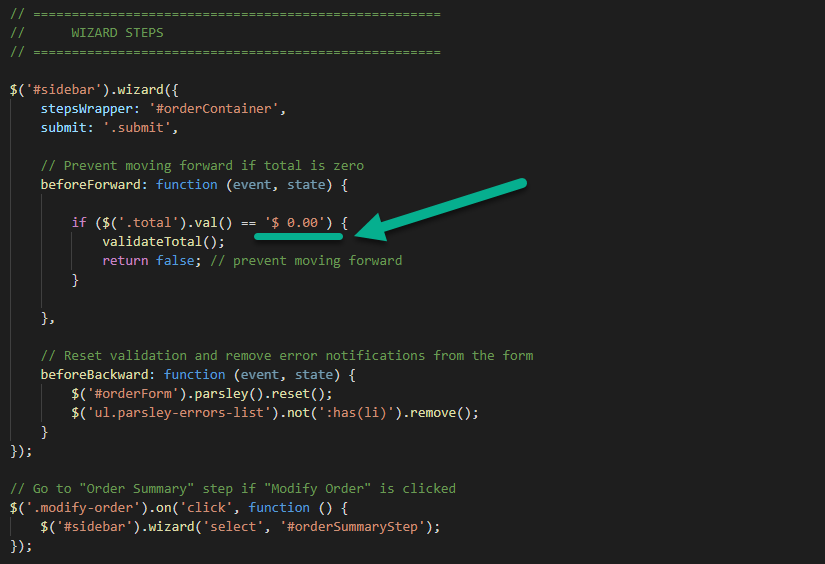 // =====================================================
//      WIZARD STEPS
// =====================================================
$('#sidebar').wizard({
    stepsWrapper: '#orderContainer',
    submit: '.submit',
    // Prevent moving forward if total is zero
    beforeForward: function (event, state) {
        if ($('.total').val() == '$ 0.00') {
            validateTotal();
            return false; // prevent moving forward
        }
    },
    // Reset validation and remove error notifications from the form
    beforeBackward: function (event, state) {
        $('#orderForm').parsley().reset();
        $('ul.parsley-errors-list').not(':has(li)').remove();
    }
});
// Go to "Order Summary" step if "Modify Order" is clicked
$('.modify-order').on('click', function () {
    $('#sidebar').wizard('select', '#orderSummaryStep');
});